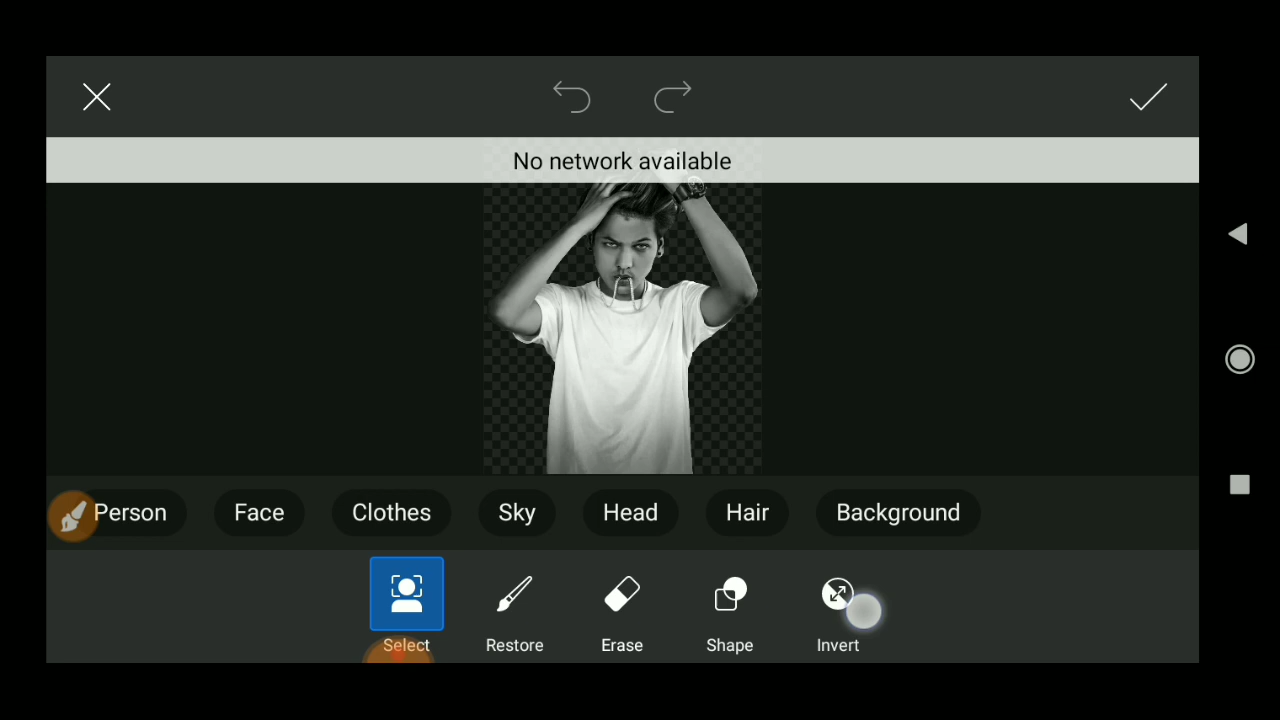 No network available
Person Face Clothes Sky Head Hair Background
Select Restore Erase Shape Invert